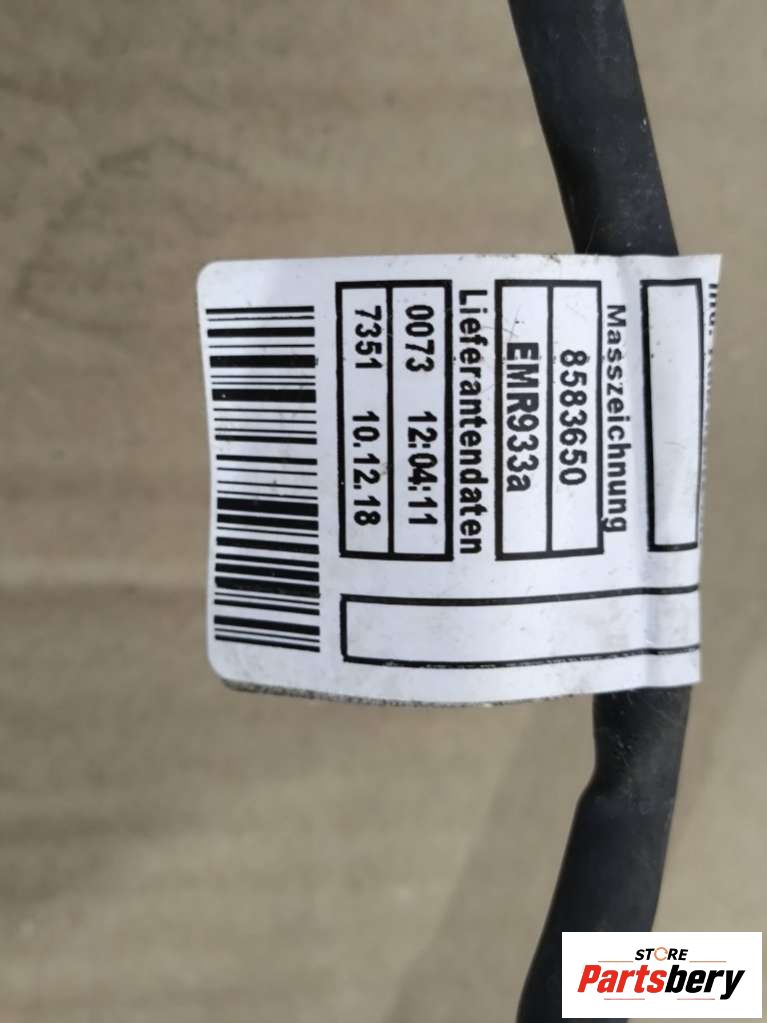 Masszeichnung
8583650
EMR933a
Lieferantendaten
0073 12:04:11
7351 10.12.18
STORE
Partsbery